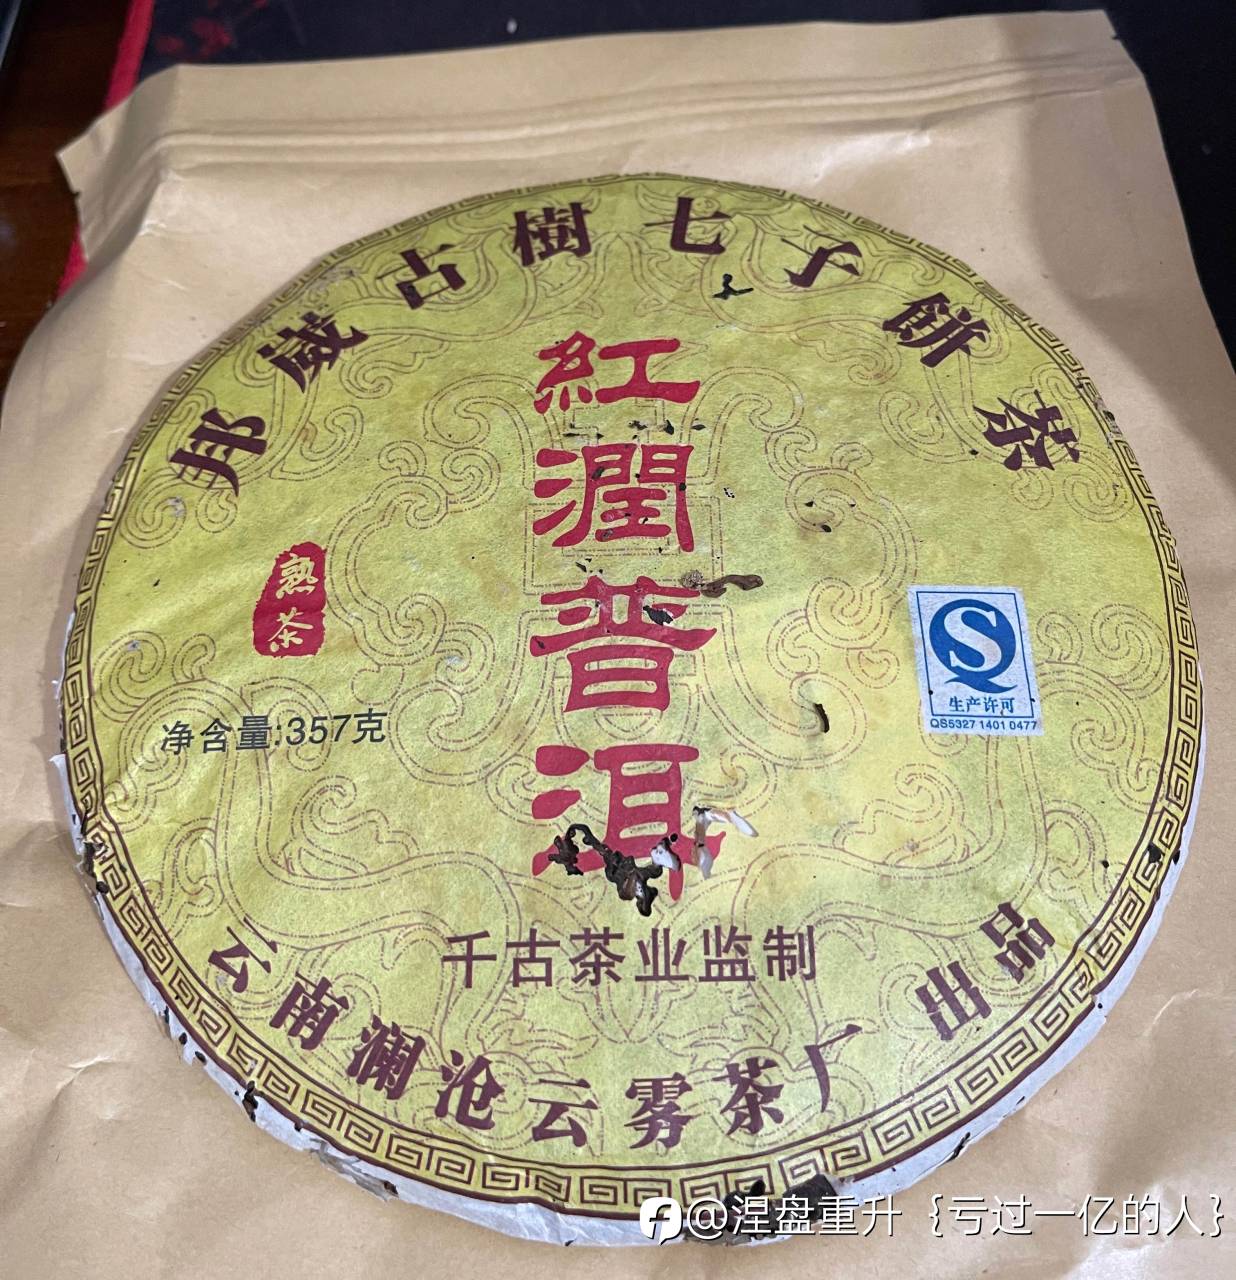 邦崴古樹七子餅茶
紅潤普洱
熟茶
净含量:357克
生产许可
QS5327 1401 0477
千古茶业监制
云南澜沧云雾茶厂 出品
@涅盘重升{亏过一亿的人}